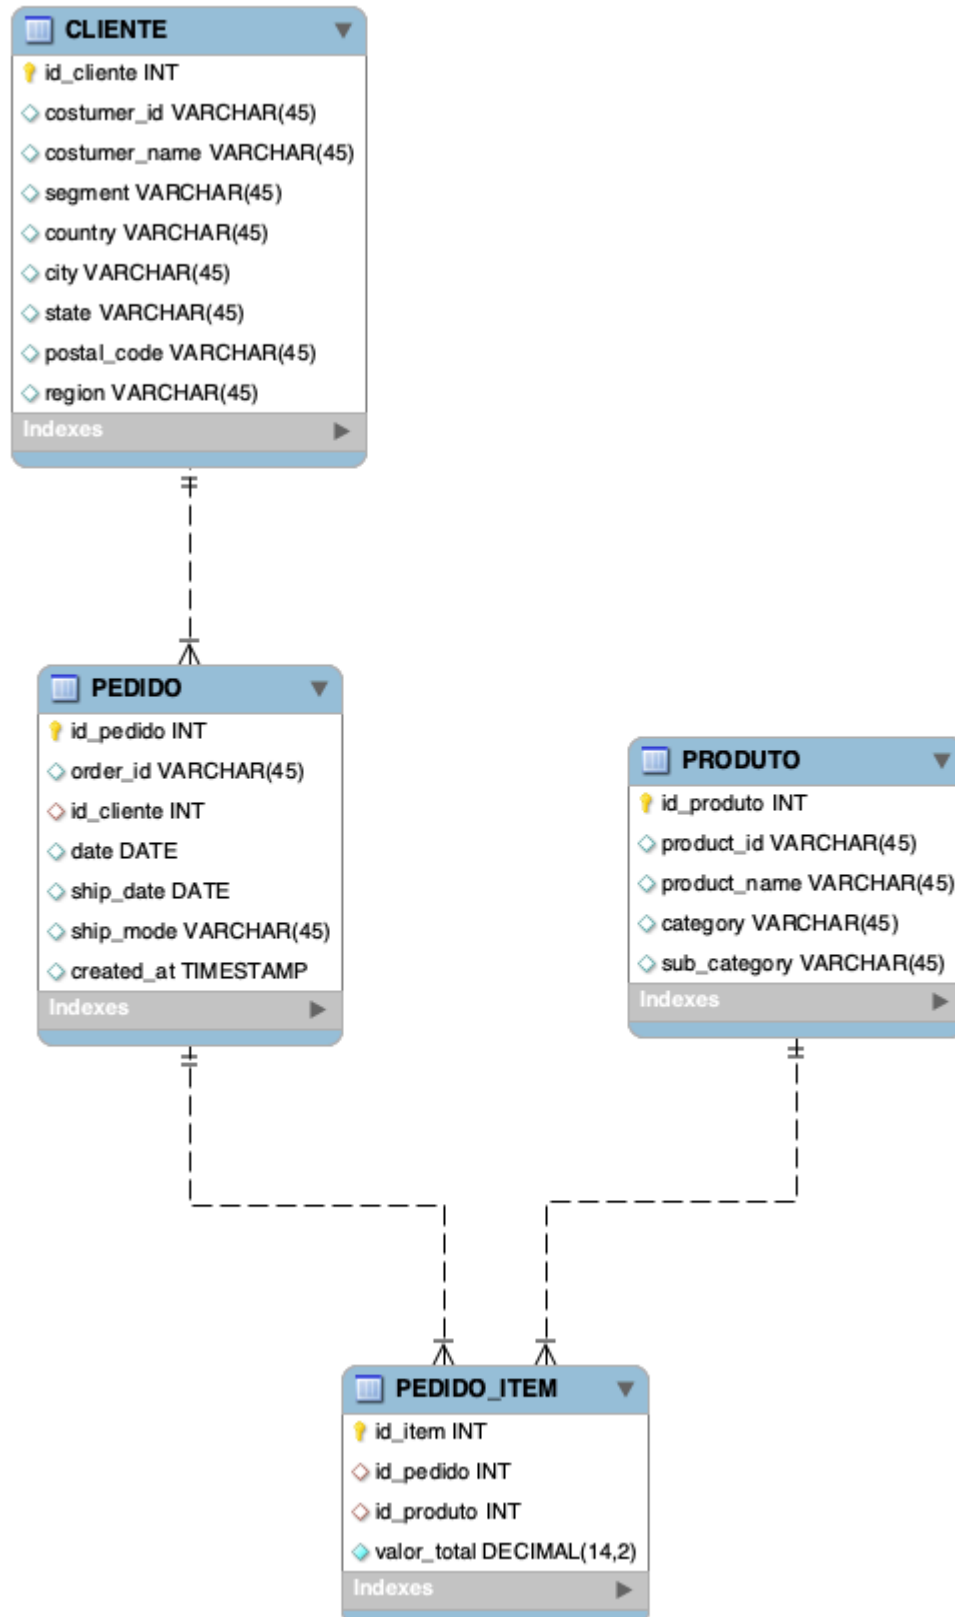 CLIENTE
id_cliente INT
costumer_id VARCHAR(45)
costumer_name VARCHAR(45)
segment VARCHAR(45)
country VARCHAR(45)
city VARCHAR(45)
state VARCHAR(45)
postal_code VARCHAR(45)
region VARCHAR(45)
Indexes
PEDIDO
id_pedido INT
order_id VARCHAR(45)
id_cliente INT
date DATE
ship_date DATE
ship_mode VARCHAR(45)
created_at TIMESTAMP
Indexes
PRODUTO
id_produto INT
product_id VARCHAR(45)
product_name VARCHAR(45)
category VARCHAR(45)
sub_category VARCHAR(45)
Indexes
PEDIDO_ITEM
id_item INT
id_pedido INT
id_produto INT
valor_total DECIMAL(14,2)
Indexes